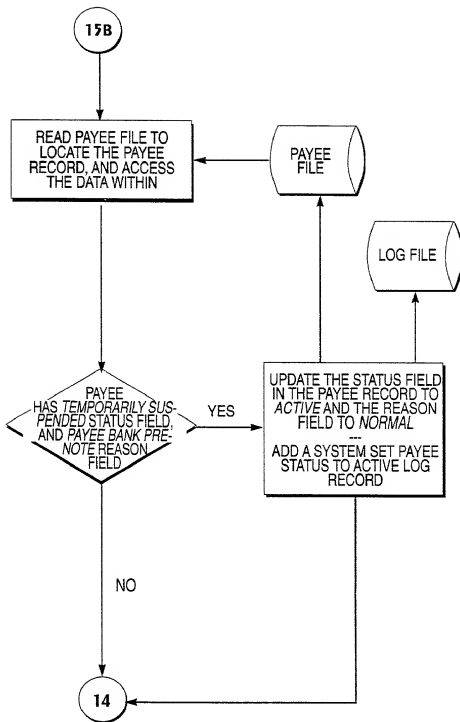 15B
READ PAYEE FILE TO
LOCATE THE PAYEE
RECORD, AND ACCESS
THE DATA WITHIN
PAYEE
FILE
LOG FILE
PAYEE
HAS TEMPORARILY SUS-
PENDED STATUS FIELD,
AND PAYEE BANK PRE-
NOTE REASON
FIELD
YES
UPDATE THE STATUS FIELD
IN THE PAYEE RECORD TO
ACTIVE AND THE REASON
FIELD TO NORMAL
---
ADD A SYSTEM SET PAYEE
STATUS TO ACTIVE LOG
RECORD
NO
14